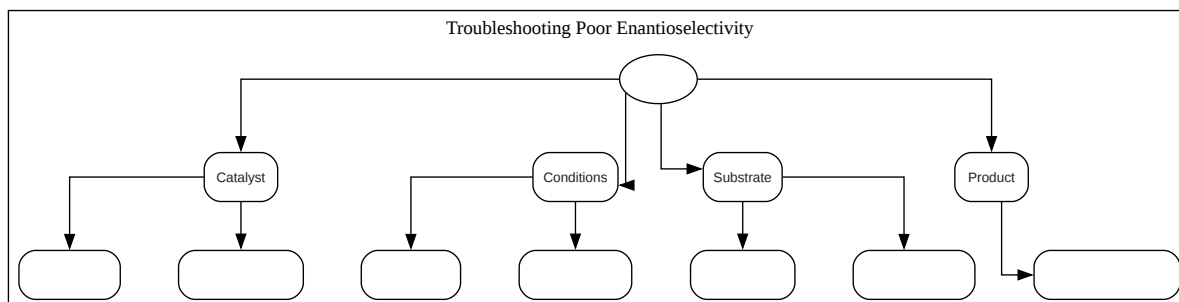 Troubleshooting Poor Enantioselectivity
Catalyst
Conditions
Substrate
Product